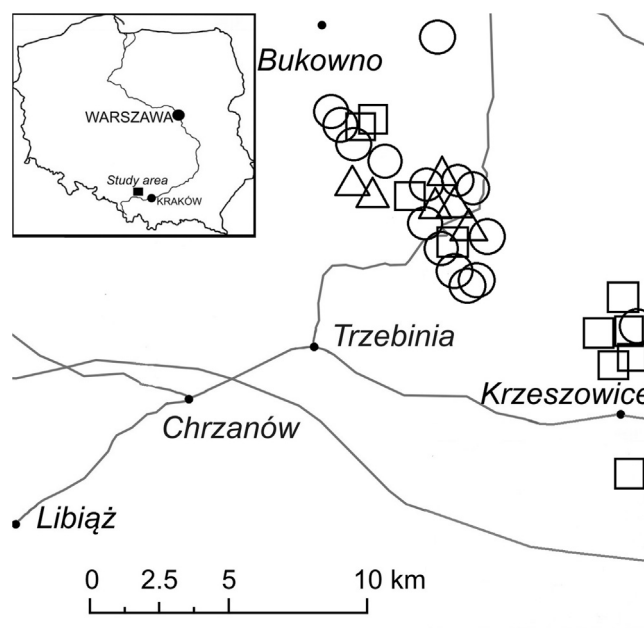 Bukowno
WARSZAWA
Study area
KRAKÓW
Trzebinia
Krzeszowice
Chrzanów
Libiąż
0 2.5 5 10 km